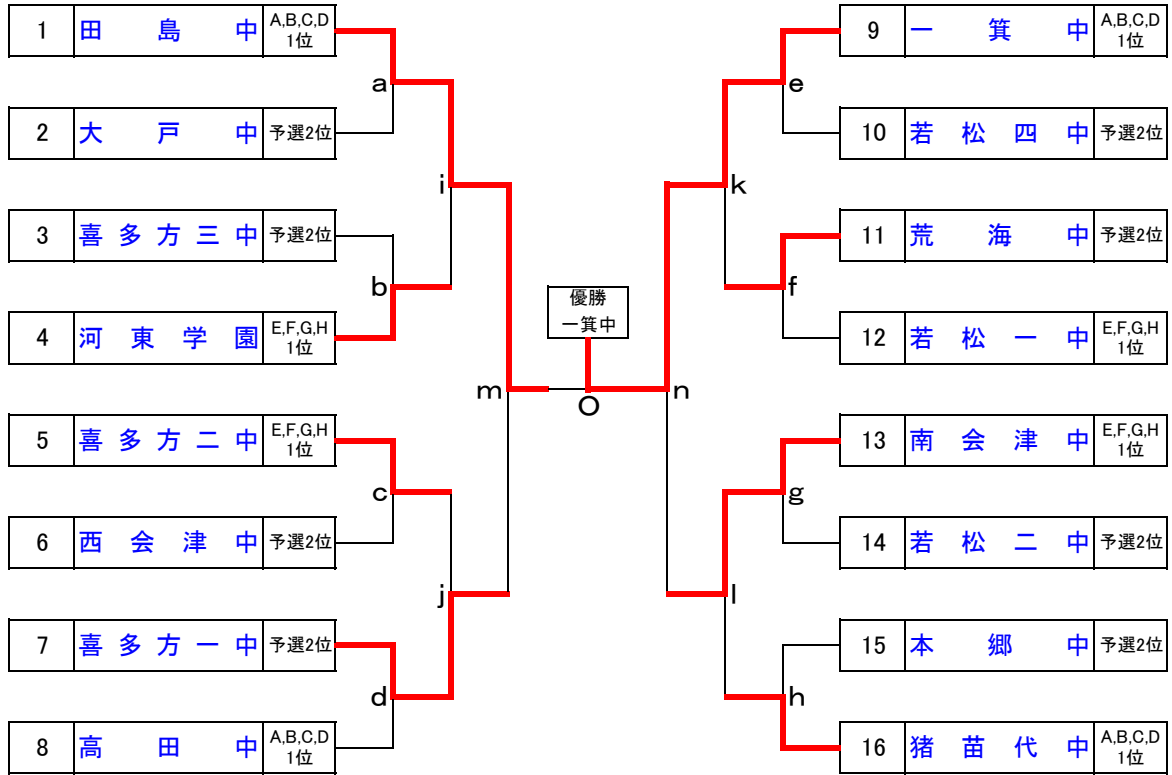 1 田島中 A,B,C,D 1位
a
2 大戸中 予選2位
i
3 喜多方三中 予選2位
b
4 河東学園 E,F,G,H 1位
m
5 喜多方二中 E,F,G,H 1位
c
6 西会津中 予選2位
j
7 喜多方一中 予選2位
d
8 高田中 A,B,C,D 1位
優勝
一箕中
O
9 一箕中 A,B,C,D 1位
e
10 若松四中 予選2位
k
11 荒海中 予選2位
f
12 若松一中 E,F,G,H 1位
n
13 南会津中 E,F,G,H 1位
g
14 若松二中 予選2位
l
15 本郷中 予選2位
h
16 猪苗代中 A,B,C,D 1位